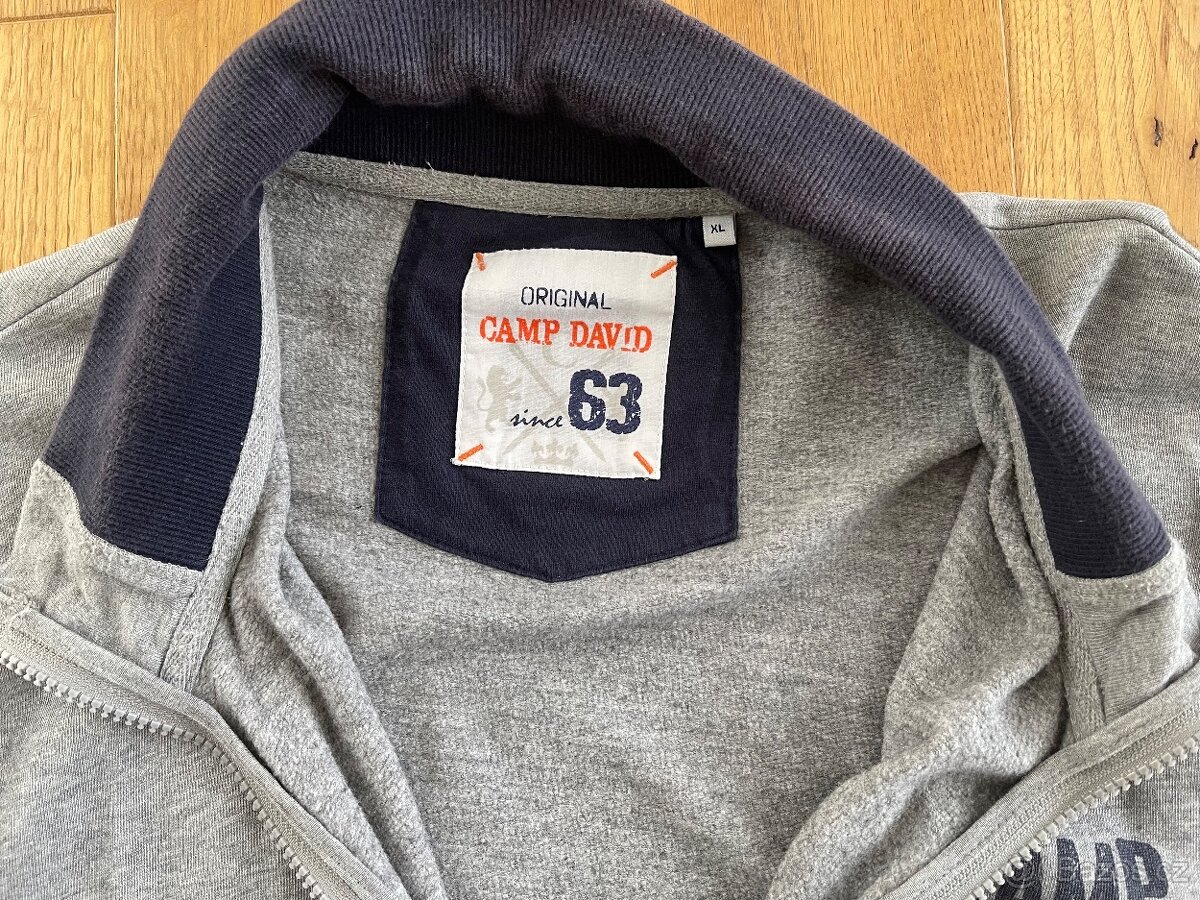 XL
ORIGINAL
CAMP DAVID
since 63